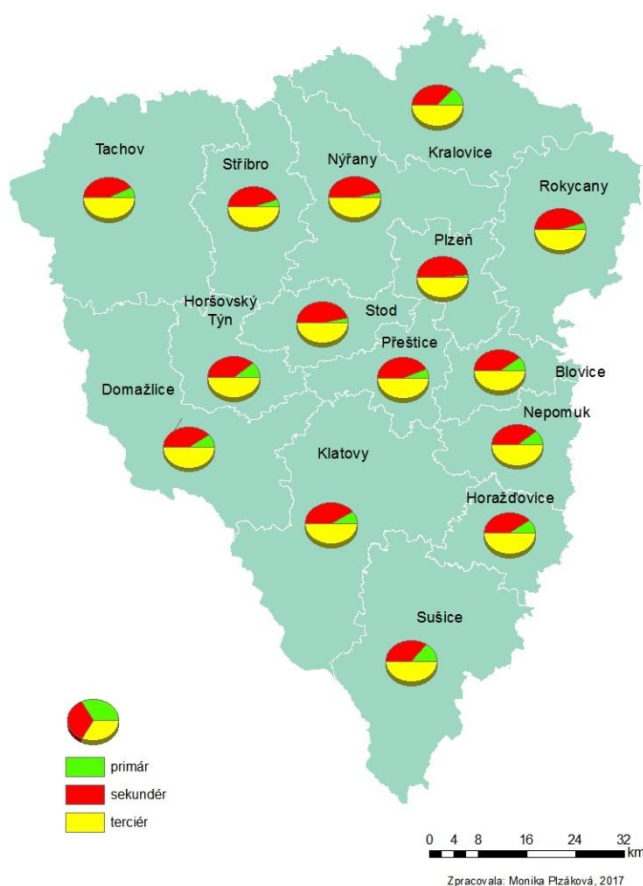 Tachov
Stříbro
Nýřany
Kralovice
Rokycany
Plzeň
Horšovský
Týn
Stod
Přeštice
Blovice
Domažlice
Nepomuk
Klatovy
Horažďovice
Sušice
primár
sekundér
terciér
0 4 8 16 24 32
km
Zpracovala: Monika Plzáková, 2017